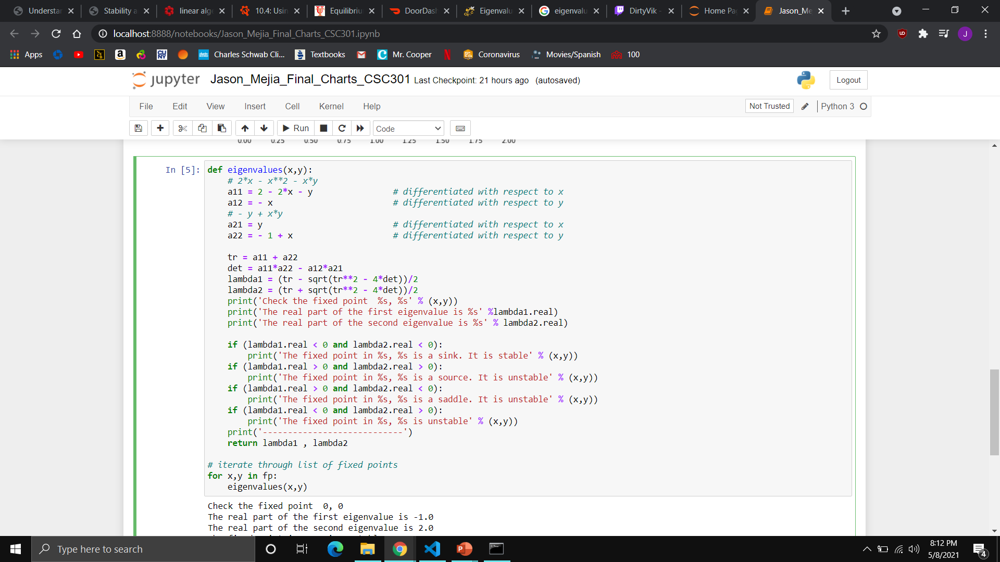 Understan
Stability a
linear alge
10.4: Usin
Equilibriu
DoorDash
Eigenvalu
eigenvalu
DirtyVik -
Home Pag
Jason_Me
localhost:8888/notebooks/Jason_Mejia_Final_Charts_CSC301.ipynb
J
Apps
Charles Schwab Cli...
Textbooks
Mr. Cooper
Coronavirus
Movies/Spanish
100
jupyter
Jason_Mejia_Final_Charts_CSC301 Last Checkpoint: 21 hours ago (autosaved)
Logout
File Edit View Insert Cell Kernel Help
Not Trusted
Python 3
Run
Code
0.00 0.25 0.50 0.75 1.00 1.25 1.50 1.75 2.00
In [5]:
def eigenvalues(x,y):
# 2*x - x**2 - x*y
a11 = 2 - 2*x - y # differentiated with respect to x
a12 = - x # differentiated with respect to y
# - y + x*y
a21 = y # differentiated with respect to x
a22 = - 1 + x # differentiated with respect to y
tr = a11 + a22
det = a11*a22 - a12*a21
lambda1 = (tr - sqrt(tr**2 - 4*det))/2
lambda2 = (tr + sqrt(tr**2 - 4*det))/2
print('Check the fixed point  %s, %s' % (x,y))
print('The real part of the first eigenvalue is %s' %lambda1.real)
print('The real part of the second eigenvalue is %s' % lambda2.real)
if (lambda1.real < 0 and lambda2.real < 0):
print('The fixed point in %s, %s is a sink. It is stable' % (x,y))
if (lambda1.real > 0 and lambda2.real > 0):
print('The fixed point in %s, %s is a source. It is unstable' % (x,y))
if (lambda1.real > 0 and lambda2.real < 0):
print('The fixed point in %s, %s is a saddle. It is unstable' % (x,y))
if (lambda1.real < 0 and lambda2.real > 0):
print('The fixed point in %s, %s is unstable' % (x,y))
print('----------------------------')
return lambda1 , lambda2
# iterate through list of fixed points
for x,y in fp:
eigenvalues(x,y)
Check the fixed point  0, 0
The real part of the first eigenvalue is -1.0
The real part of the second eigenvalue is 2.0
Type here to search
8:12 PM
5/8/2021
4